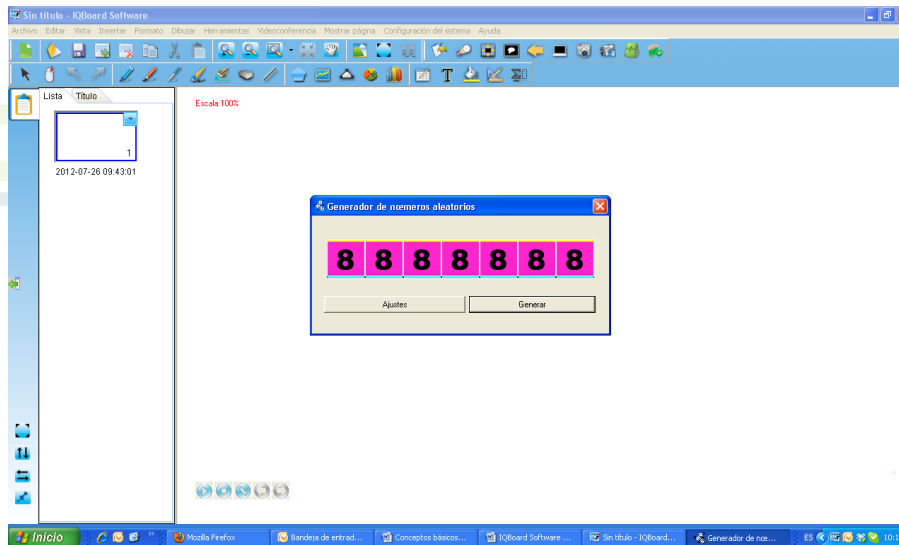 Sin título - IQBoard Software
Archivo Editar Vista Insertar Formato Dibujar Herramientas Videoconferencia Mostrar página Configuración del sistema Ayuda
Lista Título
Escala:100%
1
2012-07-26 09:43:01
Generador de nœmeros aleatorios
8 8 8 8 8 8 8
Ajustes Generar
Inicio Mozilla Firefox Bandeja de entrad... Conceptos básicos... IQBoard Software ... Sin título - IQBoard... Generador de nœ... ES 10:1